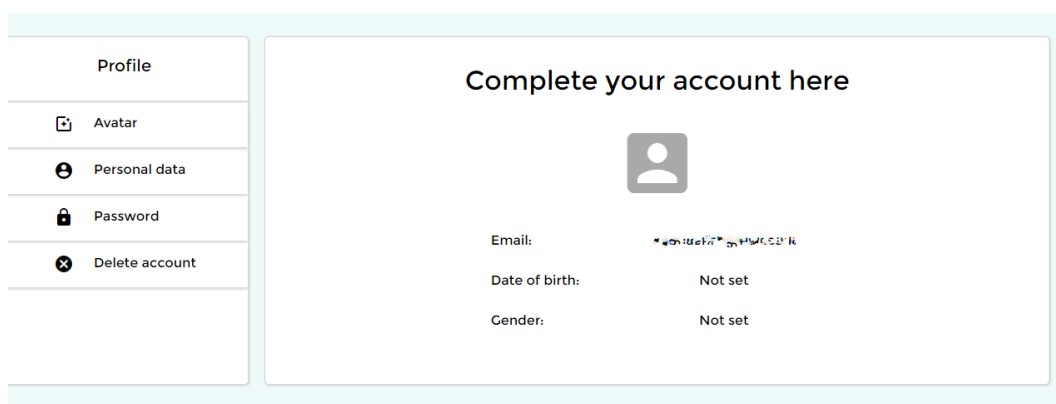 Profile
Avatar
Personal data
Password
Delete account
Complete your account here
Email:
Date of birth: Not set
Gender: Not set